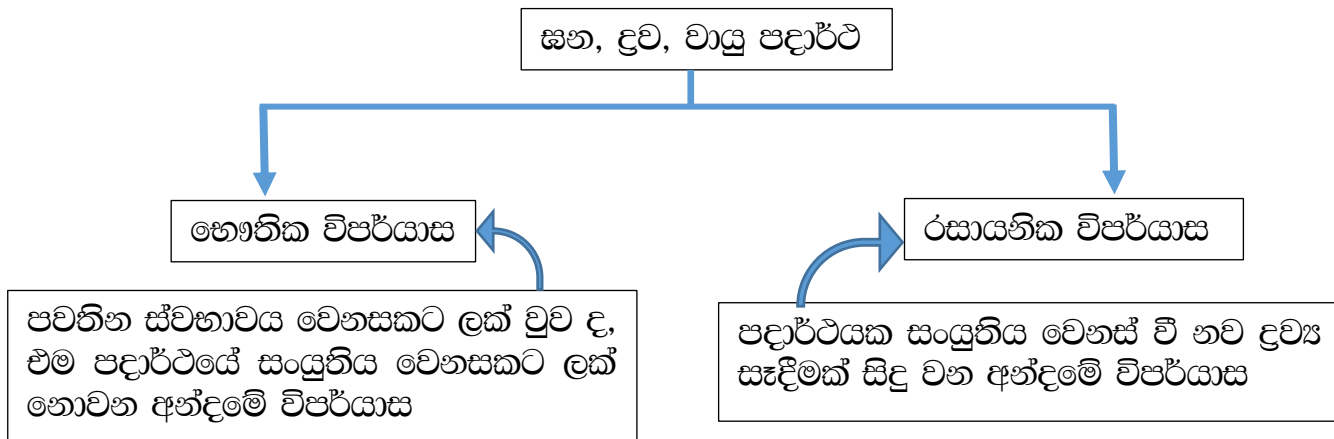 ඝන, ද්‍රව, වායු පදාර්ථ
භෞතික විපර්යාස
රසායනික විපර්යාස
පවතින ස්වභාවය වෙනසකට ලක් වුව ද,
එම පදාර්ථයේ සංයුතිය වෙනසකට ලක්
නොවන අන්දමේ විපර්යාස
පදාර්ථයක සංයුතිය වෙනස් වී නව ද්‍රව්‍ය
සෑදීමක් සිදු වන අන්දමේ විපර්යාස